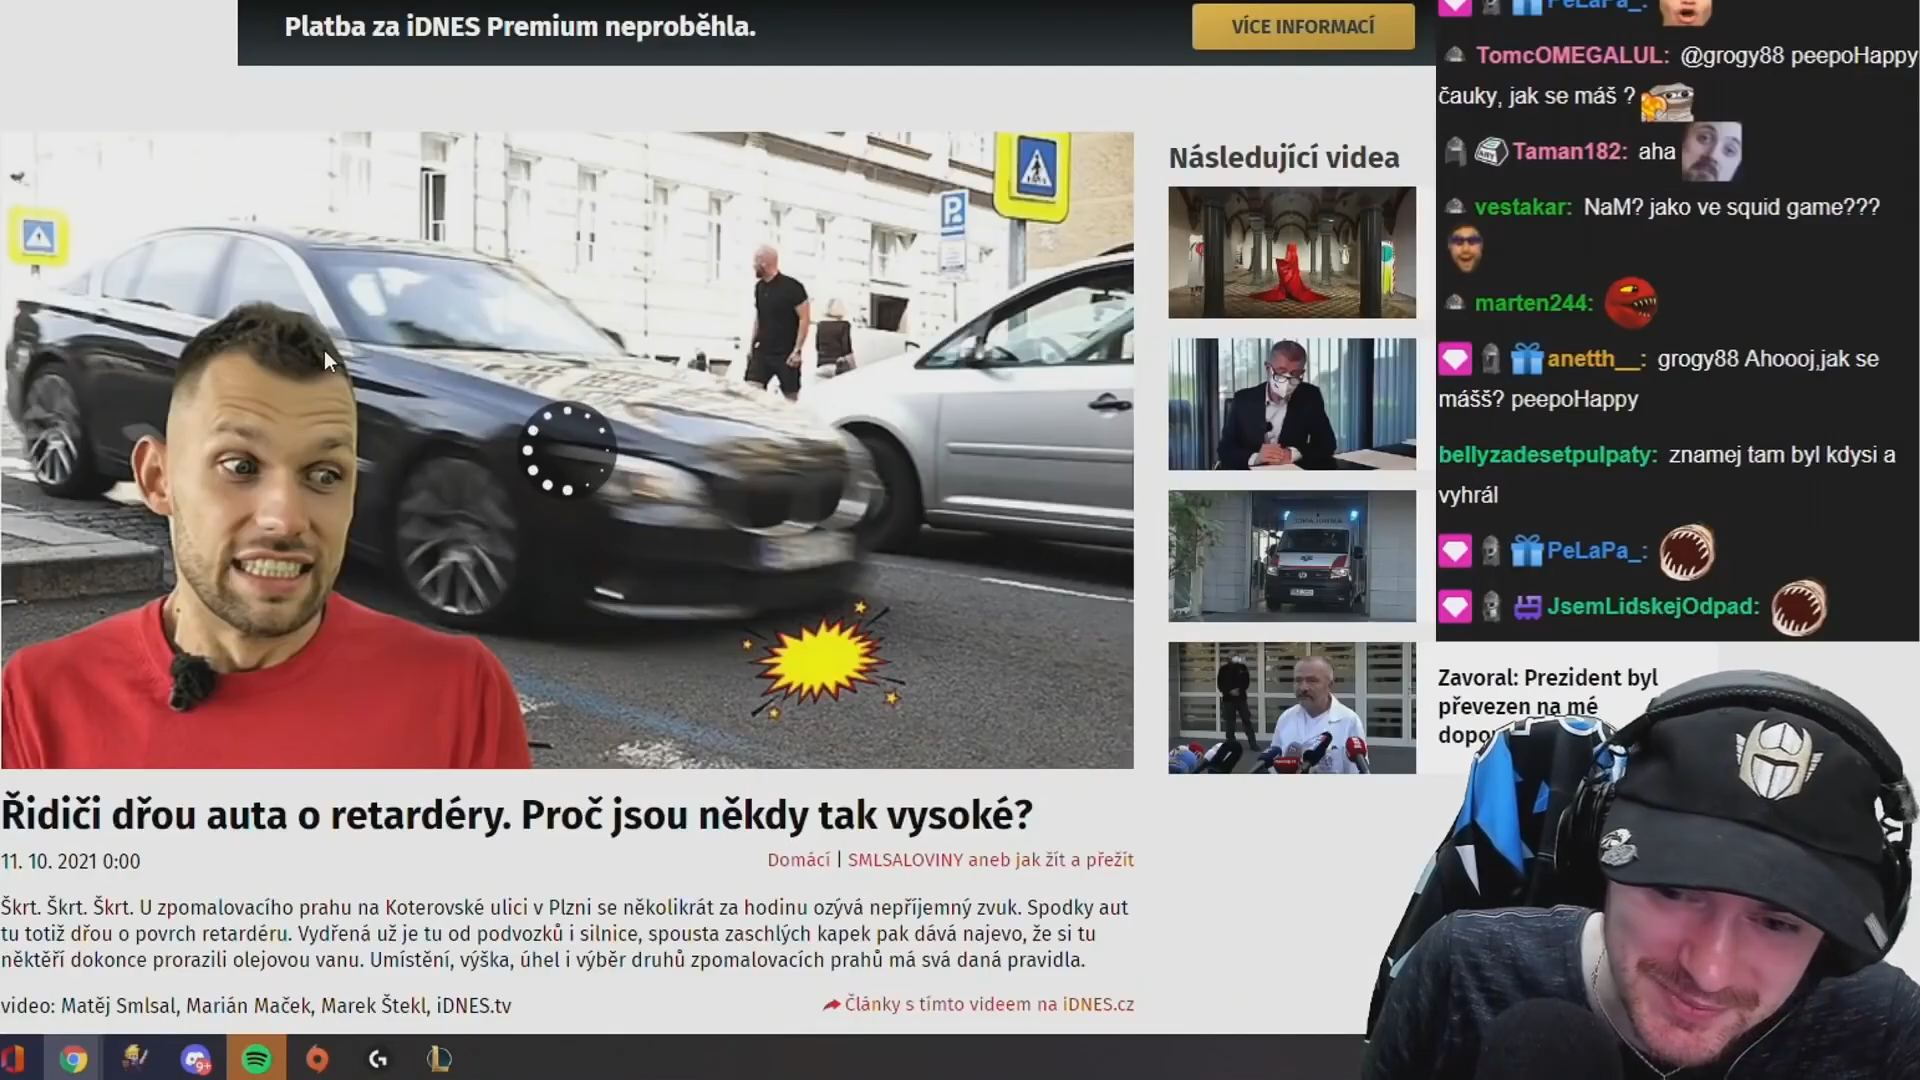 Platba za iDNES Premium neproběhla.
VÍCE INFORMACÍ
Následující videa
P
Řidiči dřou auta o retardéry. Proč jsou někdy tak vysoké?
11. 10. 2021 0:00
Domácí | SMLSALOVINY aneb jak žít a přežít
Škrt. Škrt. Škrt. U zpomalovacího prahu na Koterovské ulici v Plzni se několikrát za hodinu ozývá nepříjemný zvuk. Spodky aut
tu totiž dřou o povrch retardéru. Vydřená už je tu od podvozků i silnice, spousta zaschlých kapek pak dává najevo, že si tu
někteří dokonce prorazili olejovou vanu. Umístění, výška, úhel i výběr druhů zpomalovacích prahů má svá daná pravidla.
video: Matěj Smlsal, Marián Maček, Marek Štekl, iDNES.tv
Články s tímto videem na iDNES.cz
PeLaPa_:
TomcOMEGALUL: @grogy88 peepoHappy
čauky, jak se máš ?
Taman182: aha
vestakar: NaM? jako ve squid game???
marten244:
anetth__: grogy88 Ahoooj,jak se
mášš? peepoHappy
bellyzadesetpulpaty: znamej tam byl kdysi a
vyhrál
PeLaPa_:
JsemLidskejOdpad:
Zavoral: Prezident byl
převezen na mé
9+